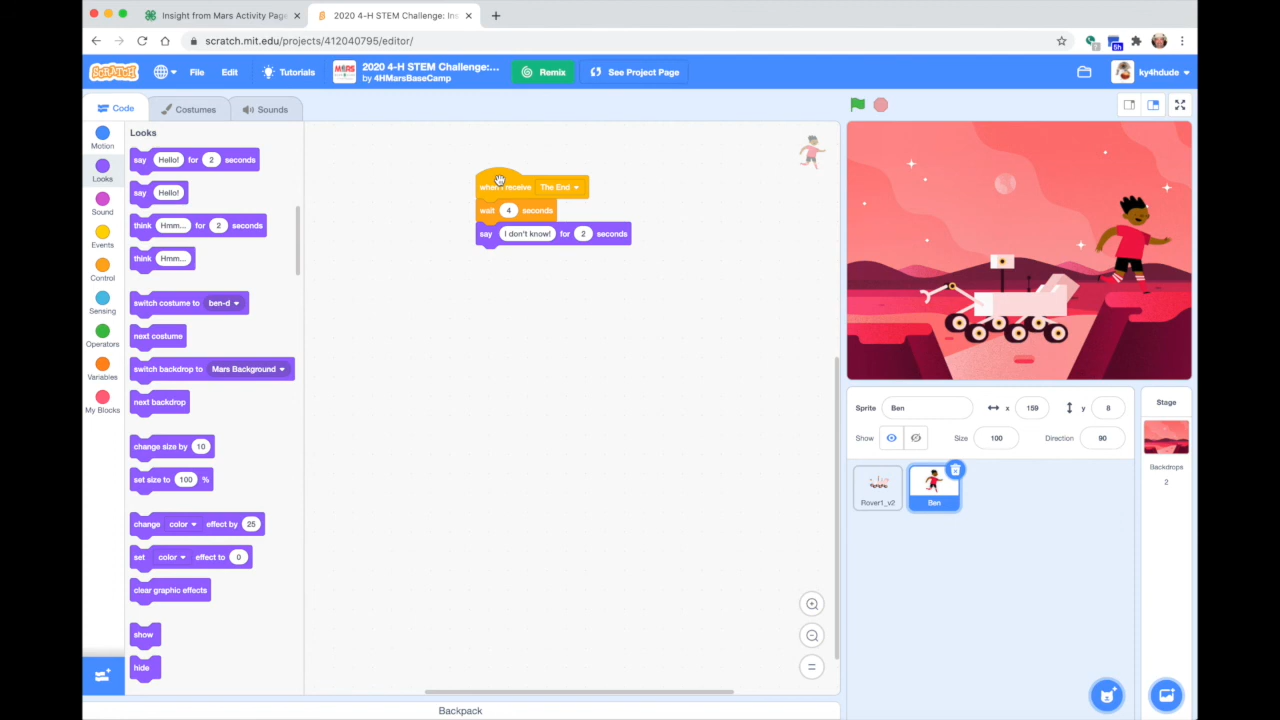 Insight from Mars Activity Page
2020 4-H STEM Challenge: Ins
scratch.mit.edu/projects/412040795/editor/
SCRATCH
File
Edit
Tutorials
MARS
2020 4-H STEM Challenge:...
by 4HMarsBaseCamp
Remix
See Project Page
ky4hdude
Code
Costumes
Sounds
Motion
Looks
Sound
Events
Control
Sensing
Operators
Variables
My Blocks
Looks
say Hello! for 2 seconds
say Hello!
think Hmm... for 2 seconds
think Hmm...
switch costume to ben-d
next costume
switch backdrop to Mars Background
next backdrop
change size by 10
set size to 100 %
change color effect by 25
set color effect to 0
clear graphic effects
show
hide
when I receive The End
wait 4 seconds
say I don't know! for 2 seconds
Sprite Ben x 159 y 8
Show Size 100 Direction 90
Rover1_v2
Ben
Stage
Backdrops
2
Backpack